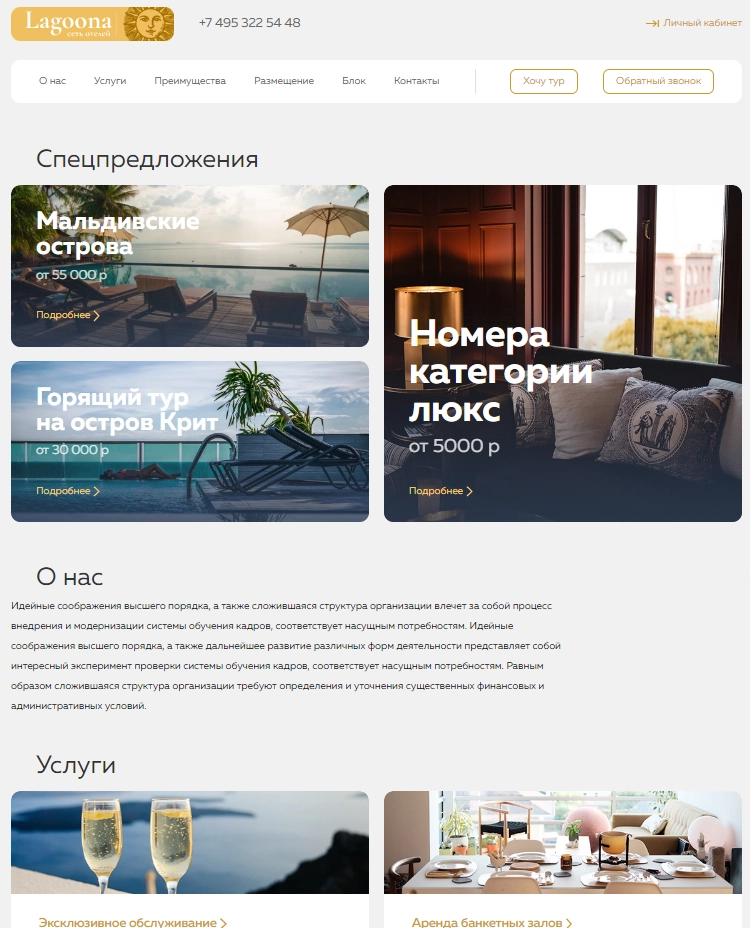 Lagoona
сеть отелей
+7 495 322 54 48
Личный кабинет
О нас
Услуги
Преимущества
Размещение
Блок
Контакты
Хочу тур
Обратный звонок
Спецпредложения
Мальдивские
острова
от 55 000 р
Подробнее
Горящий тур
на остров Крит
от 30 000 р
Подробнее
Номера
категории
люкс
от 5000 р
Подробнее
О нас
Идейные соображения высшего порядка, а также сложившаяся структура организации влечет за собой процесс
внедрения и модернизации системы обучения кадров, соответствует насущным потребностям. Идейные
соображения высшего порядка, а также дальнейшее развитие различных форм деятельности представляет собой
интересный эксперимент проверки системы обучения кадров, соответствует насущным потребностям. Равным
образом сложившаяся структура организации требуют определения и уточнения существенных финансовых и
административных условий.
Услуги
Эксклюзивное обслуживание
Аренда банкетных залов